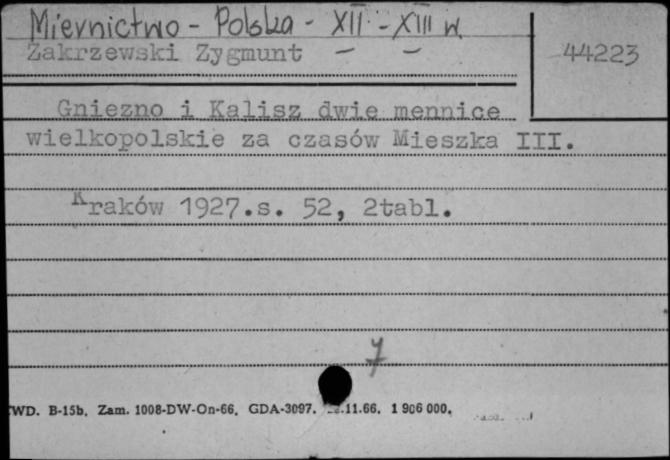 Miernictwo - Polska - XII - XIII w.
Zakrzewski Zygmunt
44223
Gniezno i Kalisz dwie mennice
wielkopolskie za czasów Mieszka III.
Kraków 1927.s. 52, 2tabl.
7
WD. B-15b. Zam. 1008-DW-On-66. GDA-3097. .11.66. 1 906 000.